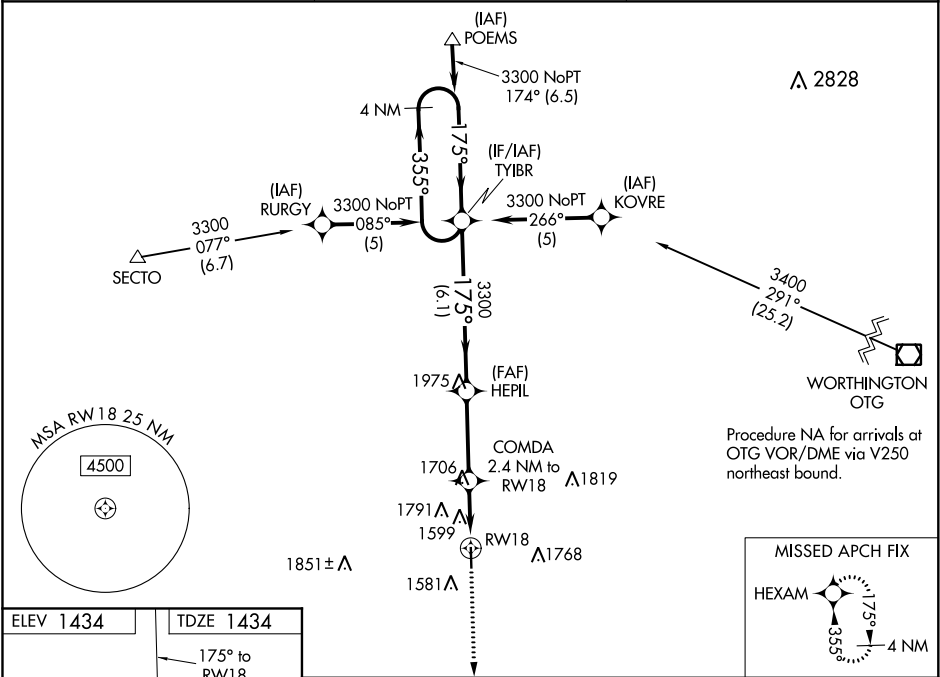 (IAF)
POEMS
3300 NoPT
174° (6.5)
2828
4 NM
175°
355°
(IF/IAF)
TYIBR
(IAF)
RURGY
3300 NoPT
085°
(5)
3300 NoPT
266°
(5)
(IAF)
KOVRE
3300
077°
(6.7)
SECTO
3300
175°
(6.1)
3400
291°
(25.2)
WORTHINGTON
OTG
Procedure NA for arrivals at
OTG VOR/DME via V250
northeast bound.
1975
(FAF)
HEPIL
MSA RW18 25 NM
4500
COMDA
2.4 NM to
RW18
1706
1819
1791
1599
RW18
1768
1851±
1581
MISSED APCH FIX
HEXAM
175°
355°
4 NM
ELEV 1434
TDZE 1434
175° to
RW18